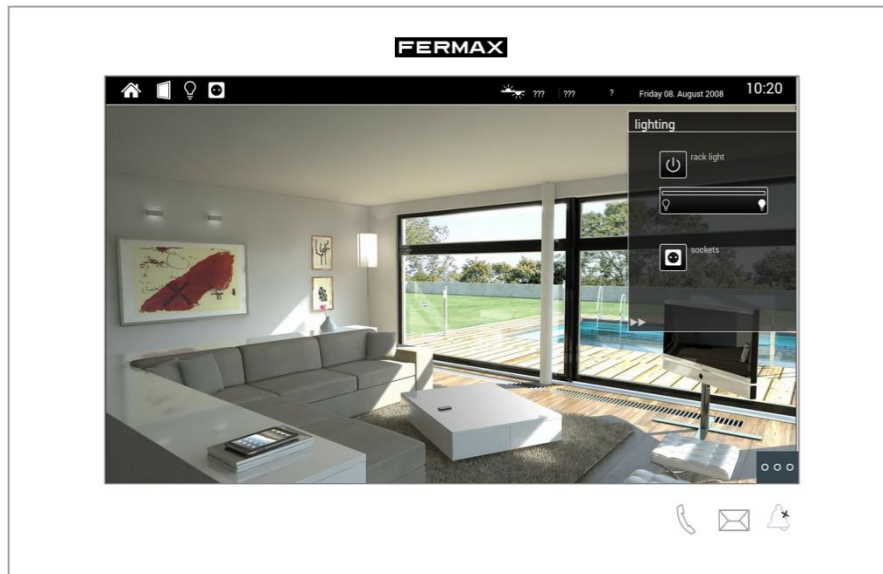 FERMAX
??? ??? ? Friday 08. August 2008 10:20
lighting
rack light
sockets